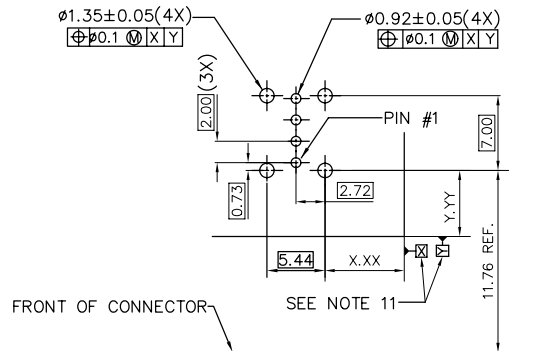 ø1.35±0.05(4X)
⌖ ø0.1 Ⓜ X Y
ø0.92±0.05(4X)
⌖ ø0.1 Ⓜ X Y
2.00 (3X)
PIN #1
7.00
0.73
2.72
Y.YY
5.44
X.XX
X
Y
11.76 REF.
FRONT OF CONNECTOR
SEE NOTE 11